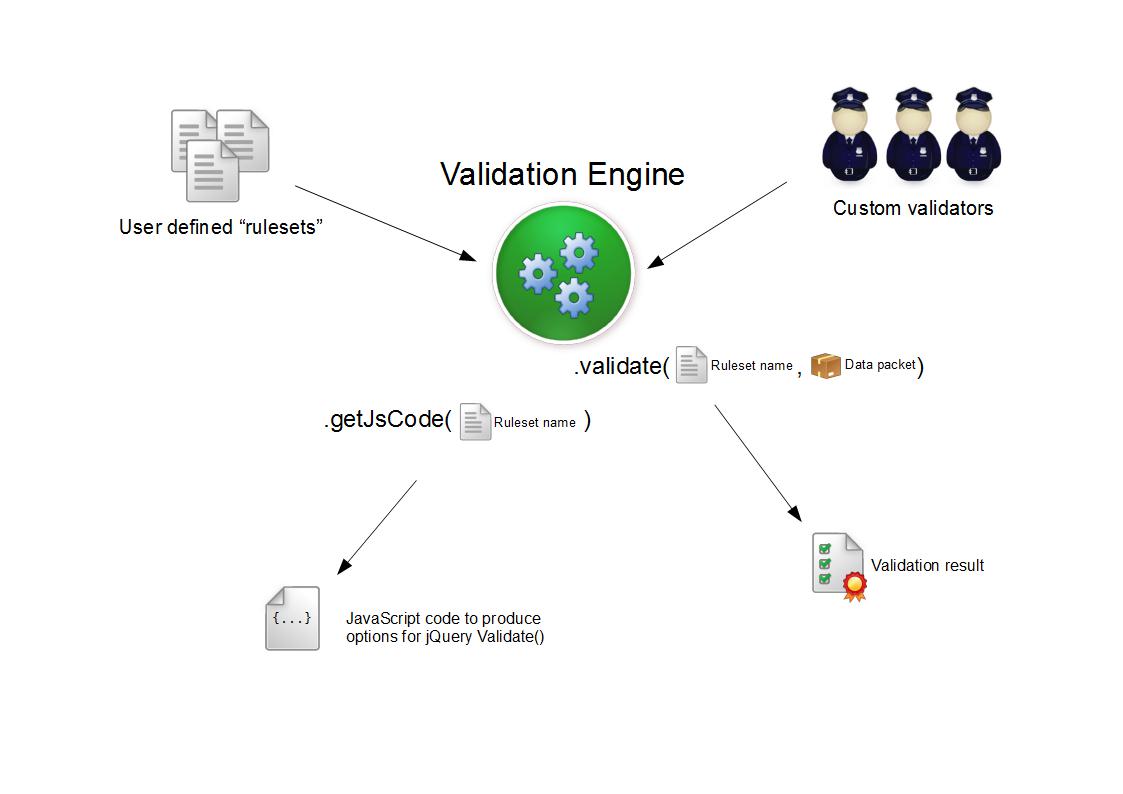 Validation Engine
Custom validators
User defined “rulesets”
.validate( Ruleset name , Data packet )
.getJsCode( Ruleset name )
Validation result
{...}
JavaScript code to produce
options for jQuery Validate()